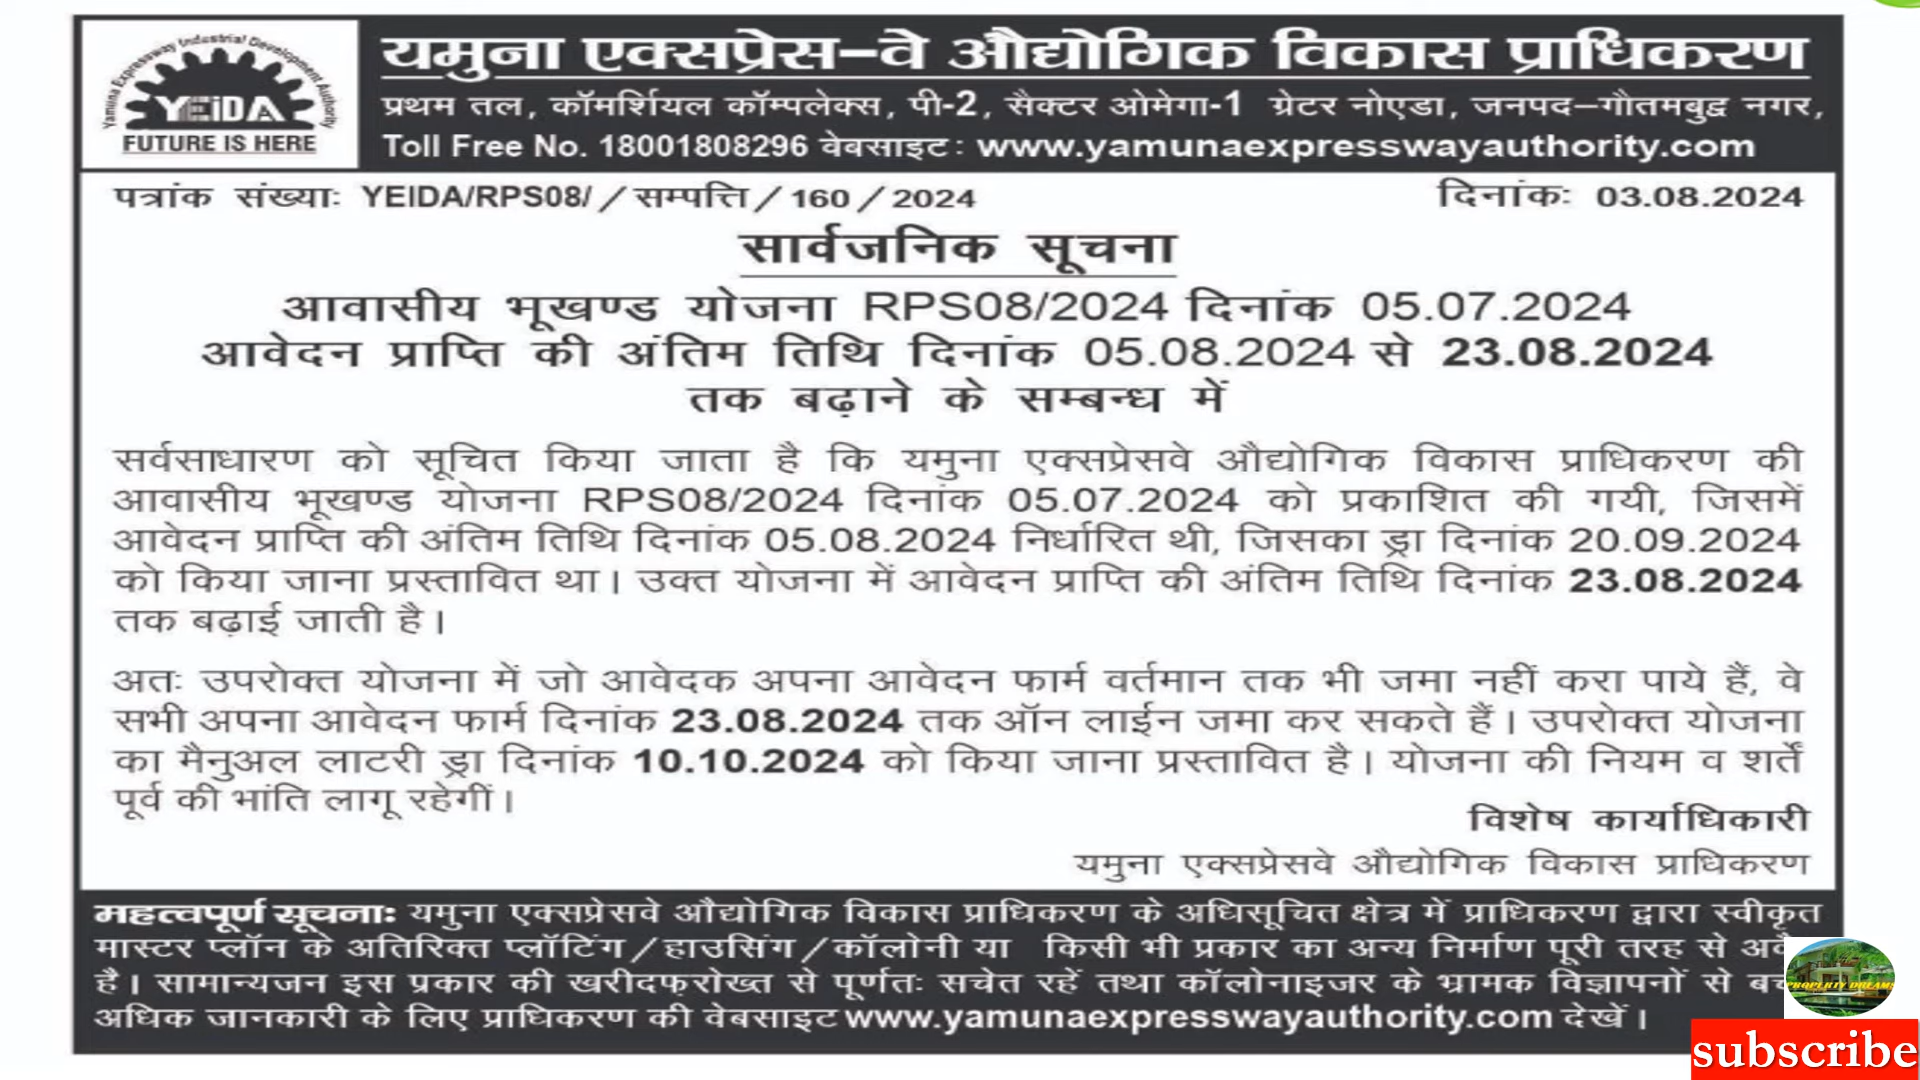 Yamuna Expressway Industrial Development Authority
YEiDA
FUTURE IS HERE
यमुना एक्सप्रेस–वे औद्योगिक विकास प्राधिकरण
प्रथम तल, कॉमर्शियल कॉम्पलेक्स, पी-2, सैक्टर ओमेगा-1 ग्रेटर नोएडा, जनपद–गौतमबुद्व नगर,
Toll Free No. 18001808296 वेबसाइट: www.yamunaexpresswayauthority.com
पत्रांक संख्याः YEIDA/RPS08/ / सम्पत्ति / 160 / 2024 दिनांकः 03.08.2024
सार्वजनिक सूचना
आवासीय भूखण्ड योजना RPS08/2024 दिनांक 05.07.2024
आवेदन प्राप्ति की अंतिम तिथि दिनांक 05.08.2024 से 23.08.2024
तक बढ़ाने के सम्बन्ध में
सर्वसाधारण को सूचित किया जाता है कि यमुना एक्सप्रेसवे औद्योगिक विकास प्राधिकरण की
आवासीय भूखण्ड योजना RPS08/2024 दिनांक 05.07.2024 को प्रकाशित की गयी, जिसमें
आवेदन प्राप्ति की अंतिम तिथि दिनांक 05.08.2024 निर्धारित थी, जिसका ड्रा दिनांक 20.09.2024
को किया जाना प्रस्तावित था। उक्त योजना में आवेदन प्राप्ति की अंतिम तिथि दिनांक 23.08.2024
तक बढ़ाई जाती है।
अतः उपरोक्त योजना में जो आवेदक अपना आवेदन फार्म वर्तमान तक भी जमा नहीं करा पाये हैं, वे
सभी अपना आवेदन फार्म दिनांक 23.08.2024 तक ऑन लाईन जमा कर सकते हैं। उपरोक्त योजना
का मैनुअल लाटरी ड्रा दिनांक 10.10.2024 को किया जाना प्रस्तावित है। योजना की नियम व शर्तें
पूर्व की भांति लागू रहेगीं।
विशेष कार्याधिकारी
यमुना एक्सप्रेसवे औद्योगिक विकास प्राधिकरण
महत्वपूर्ण सूचनाः यमुना एक्सप्रेसवे औद्योगिक विकास प्राधिकरण के अधिसूचित क्षेत्र में प्राधिकरण द्वारा स्वीकृत
मास्टर प्लॉन के अतिरिक्त प्लॉटिंग/हाउसिंग/कॉलोनी या किसी भी प्रकार का अन्य निर्माण पूरी तरह से
है। सामान्यजन इस प्रकार की खरीदफ़रोख्त से पूर्णतः सचेत रहें तथा कॉलोनाइजर के भ्रामक विज्ञापनों से
अधिक जानकारी के लिए प्राधिकरण की वेबसाइट www.yamunaexpresswayauthority.com देखें।
PROPERTY DREAMS
subscribe